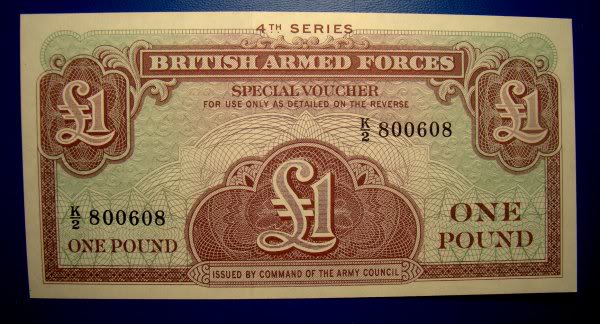 4TH SERIES
BRITISH ARMED FORCES
SPECIAL VOUCHER
FOR USE ONLY AS DETAILED ON THE REVERSE
£1
£1
K/2 800608
£1
K/2 800608
ONE POUND
ONE
POUND
ISSUED BY COMMAND OF THE ARMY COUNCIL